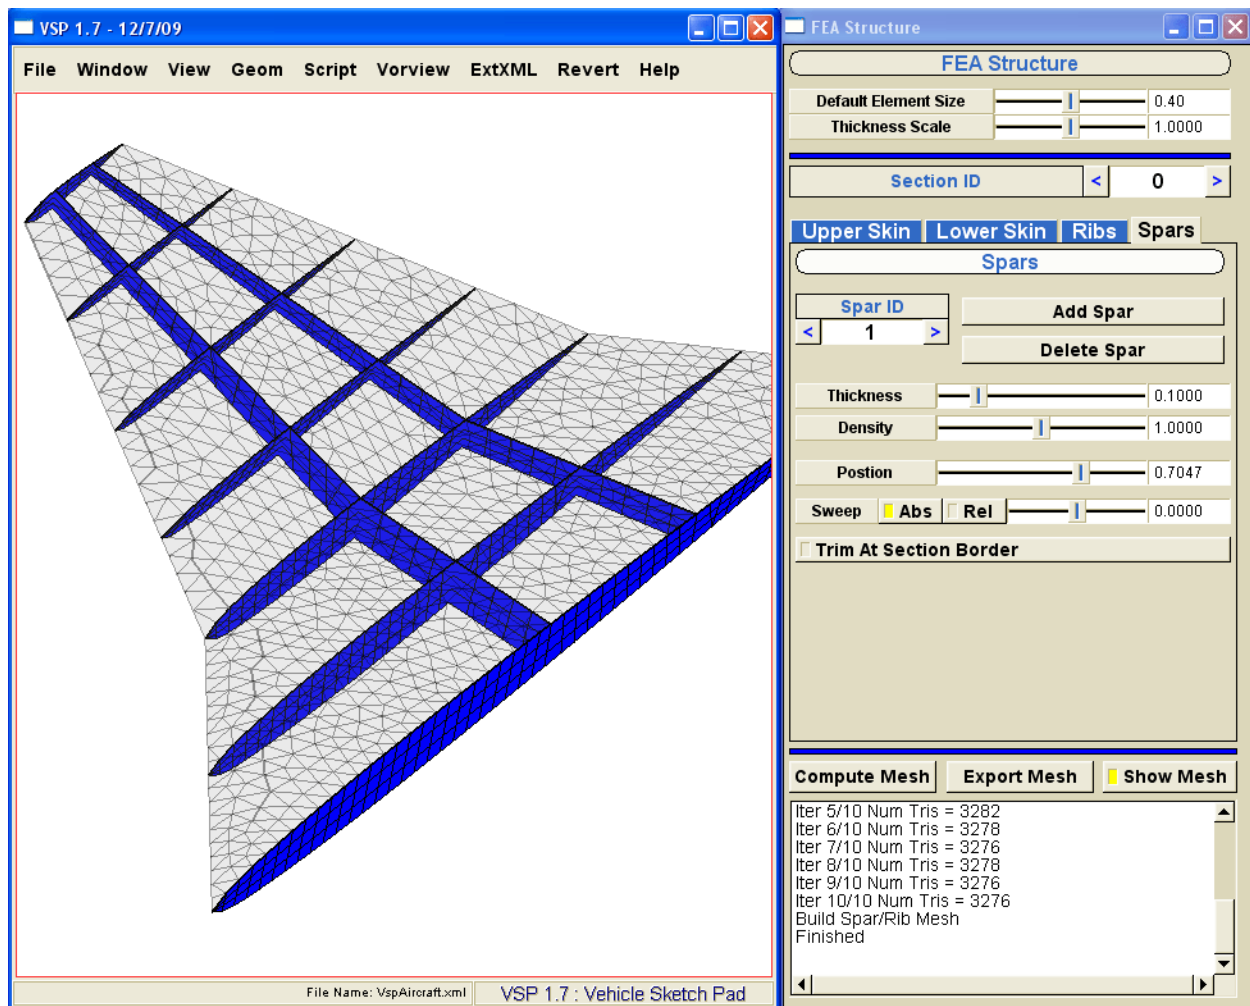 VSP 1.7 - 12/7/09
File Window View Geom Script Vorview ExtXML Revert Help
File Name: VspAircraft.xml
VSP 1.7 : Vehicle Sketch Pad
FEA Structure
FEA Structure
Default Element Size 0.40
Thickness Scale 1.0000
Section ID < 0 >
Upper Skin Lower Skin Ribs Spars
Spars
Spar ID
< 1 >
Add Spar
Delete Spar
Thickness 0.1000
Density 1.0000
Postion 0.7047
Sweep Abs Rel 0.0000
Trim At Section Border
Compute Mesh Export Mesh Show Mesh
Iter 5/10 Num Tris = 3282
Iter 6/10 Num Tris = 3278
Iter 7/10 Num Tris = 3276
Iter 8/10 Num Tris = 3278
Iter 9/10 Num Tris = 3276
Iter 10/10 Num Tris = 3276
Build Spar/Rib Mesh
Finished